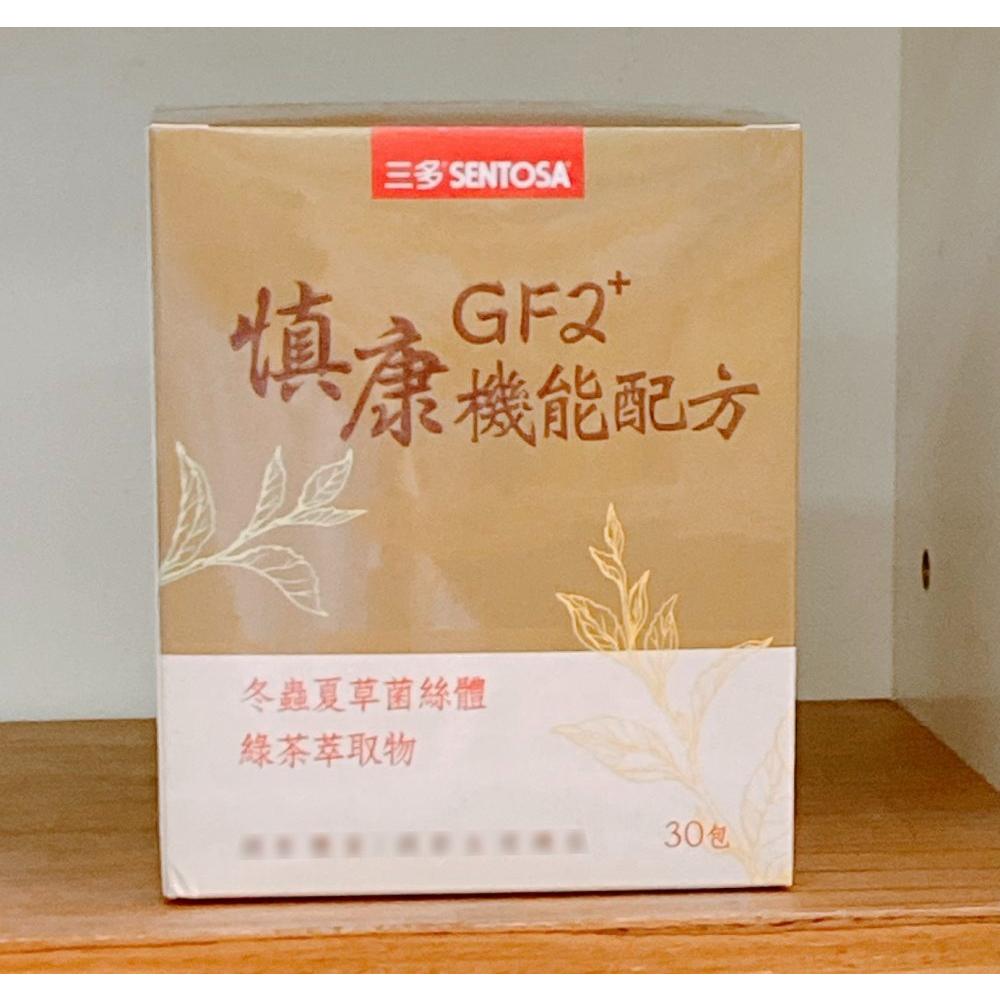 三多 SENTOSA
慎康 GF2+
機能配方
冬蟲夏草菌絲體
綠茶萃取物
30包